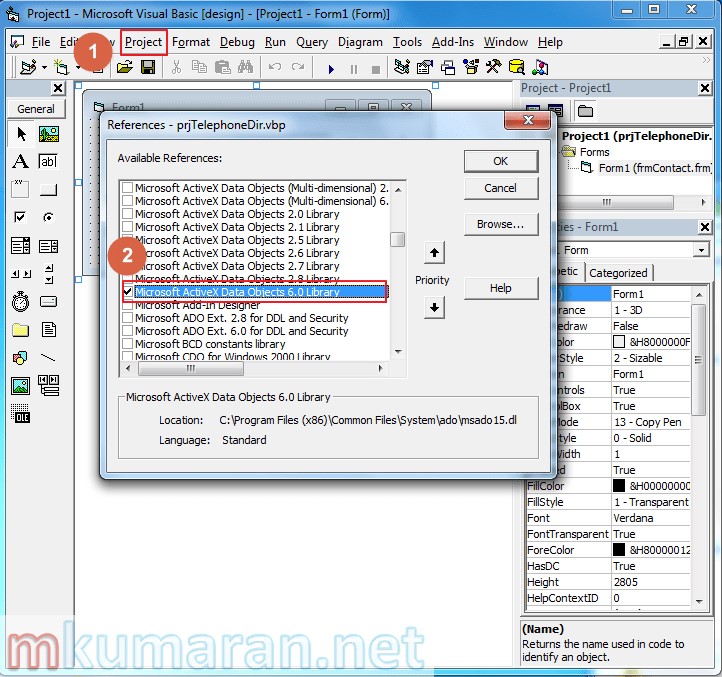 Project1 - Microsoft Visual Basic [design] - [Project1 - Form1 (Form)]
File Edit Project Format Debug Run Query Diagram Tools Add-Ins Window Help
1
General
Form1
Project - Project1
Project1 (prjTelephoneDir.
Forms
Form1 (frmContact.frm)
References - prjTelephoneDir.vbp
Available References:
Microsoft ActiveX Data Objects (Multi-dimensional) 2.
Microsoft ActiveX Data Objects (Multi-dimensional) 6.
Microsoft ActiveX Data Objects 2.0 Library
Microsoft ActiveX Data Objects 2.1 Library
Microsoft ActiveX Data Objects 2.5 Library
Microsoft ActiveX Data Objects 2.6 Library
Microsoft ActiveX Data Objects 2.7 Library
Microsoft ActiveX Data Objects 2.8 Library
2
Microsoft ActiveX Data Objects 6.0 Library
Microsoft Add-In Designer
Microsoft ADO Ext. 2.8 for DDL and Security
Microsoft ADO Ext. 6.0 for DDL and Security
Microsoft BCD constants library
Microsoft CDO for Windows 2000 Library
OK
Cancel
Browse...
Priority
Help
Microsoft ActiveX Data Objects 6.0 Library
Location: C:\Program Files (x86)\Common Files\System\ado\msado15.dl
Language: Standard
A
ab
xv
OLE
ies - Form1
Form
etic Categorized
) Form1
rance 1 - 3D
edraw False
olor &H8000000F
Style 2 - Sizable
n Form1
ontrols True
olBox True
Mode 13 - Copy Pen
tyle 0 - Solid
Width 1
ed True
FillColor &H00000000
FillStyle 1 - Transparent
Font Verdana
FontTransparent True
ForeColor &H80000012
HasDC True
Height 2805
HelpContextID 0
(Name)
Returns the name used in code to
identify an object.
mkumaran.net